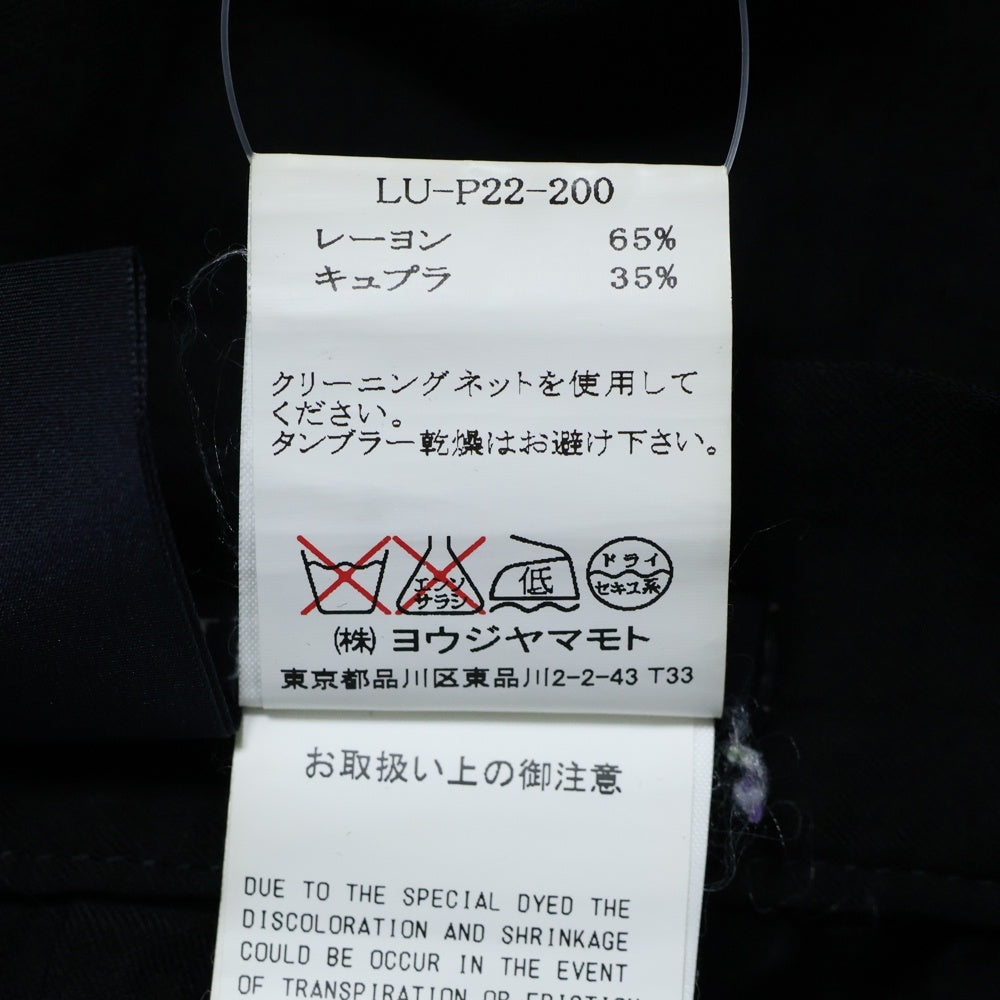 LU-P22-200
レーヨン 65%
キュプラ 35%
クリーニングネットを使用して
ください。
タンブラー乾燥はお避け下さい。
エンソ
サラシ
低
ドライ
セキユ系
㈱ ヨウジヤマモト
東京都品川区東品川2-2-43 T33
お取扱い上の御注意
DUE TO THE SPECIAL DYED THE
DISCOLORATION AND SHRINKAGE
COULD BE OCCUR IN THE EVENT
OF TRANSPIRATION OR FRICTION